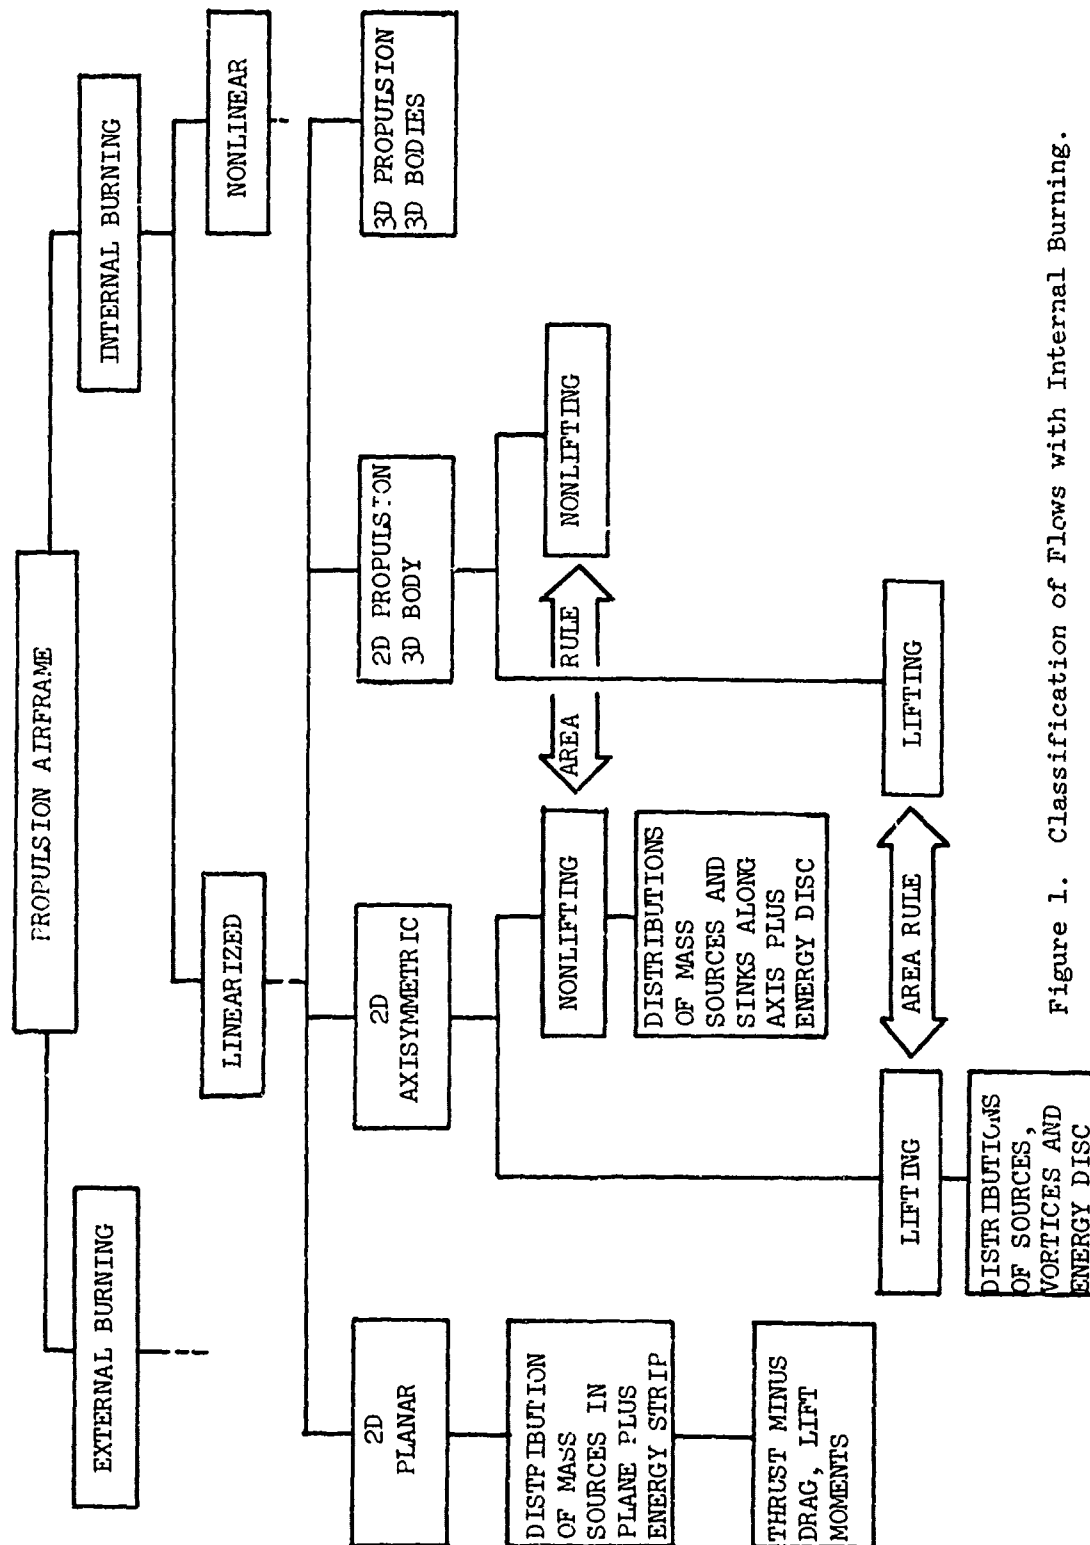 PROPULSION AIRFRAME
EXTERNAL BURNING
INTERNAL BURNING
LINEARIZED
NONLINEAR
2D
PLANAR
2D
AXISYMMETRIC
2D PROPULSION
3D BODY
3D PROPULSION
3D BODIES
DISTRIBUTION
OF MASS
SOURCES IN
PLANE PLUS
ENERGY STRIP
THRUST MINUS
DRAG, LIFT
MOMENTS
NONLIFTING
AREA RULE
NONLIFTING
DISTRIBUTIONS
OF MASS
SOURCES AND
SINKS ALONG
AXIS PLUS
ENERGY DISC
LIFTING
AREA RULE
LIFTING
DISTRIBUTIONS
OF SOURCES,
VORTICES AND
ENERGY DISC
Figure 1. Classification of Flows with Internal Burning.